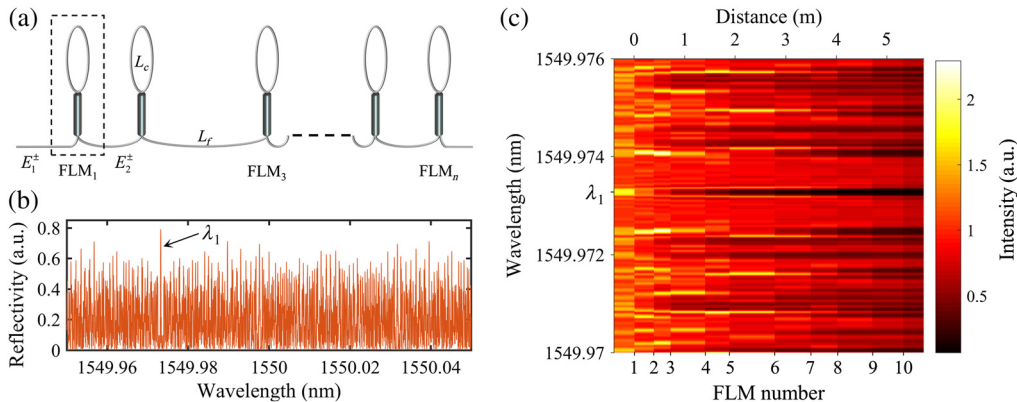 (a)
L_c
L_f
E_1^±
FLM_1
E_2^±
FLM_3
FLM_n
(b)
0.8
0.6
0.4
0.2
0
Reflectivity (a.u.)
λ_1
1549.96
1549.98
1550
1550.02
1550.04
Wavelength (nm)
(c)
Distance (m)
0
1
2
3
4
5
1549.976
1549.974
λ_1
1549.972
1549.97
Wavelength (nm)
1
2
3
4
5
6
7
8
9
10
FLM number
2
1.5
1
0.5
Intensity (a.u.)